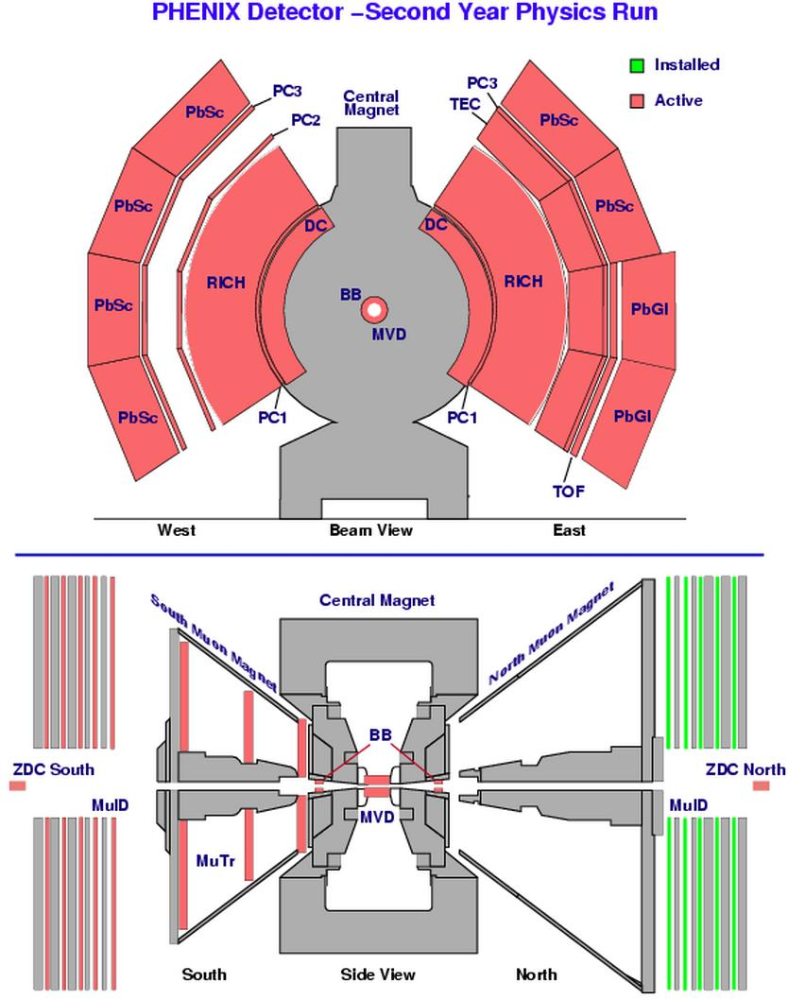 PHENIX Detector –Second Year Physics Run
Installed
Active
PbSc
PC3
PC2
Central
Magnet
PC3
TEC
PbSc
PbSc
DC
DC
PbSc
RICH
RICH
PbSc
BB
MVD
PbGl
PbSc
PC1
PC1
PbGl
TOF
West
Beam View
East
South Muon Magnet
Central Magnet
North Muon Magnet
BB
ZDC South
ZDC North
MuID
MVD
MuID
MuTr
South
Side View
North